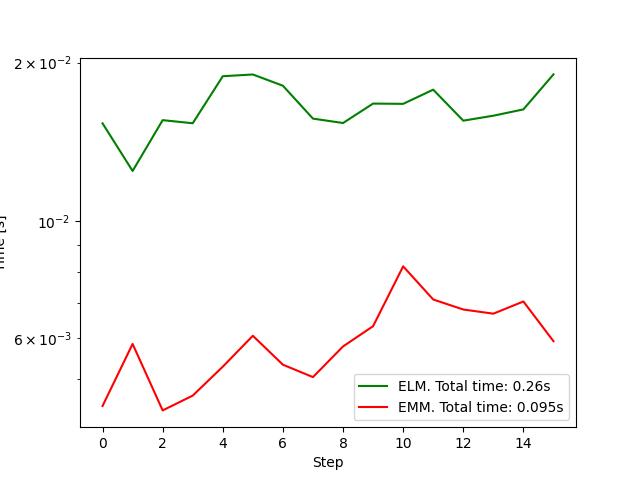 2 × 10⁻²
10⁻²
6 × 10⁻³
0 2 4 6 8 10 12 14
Step
ELM. Total time: 0.26s
EMM. Total time: 0.095s